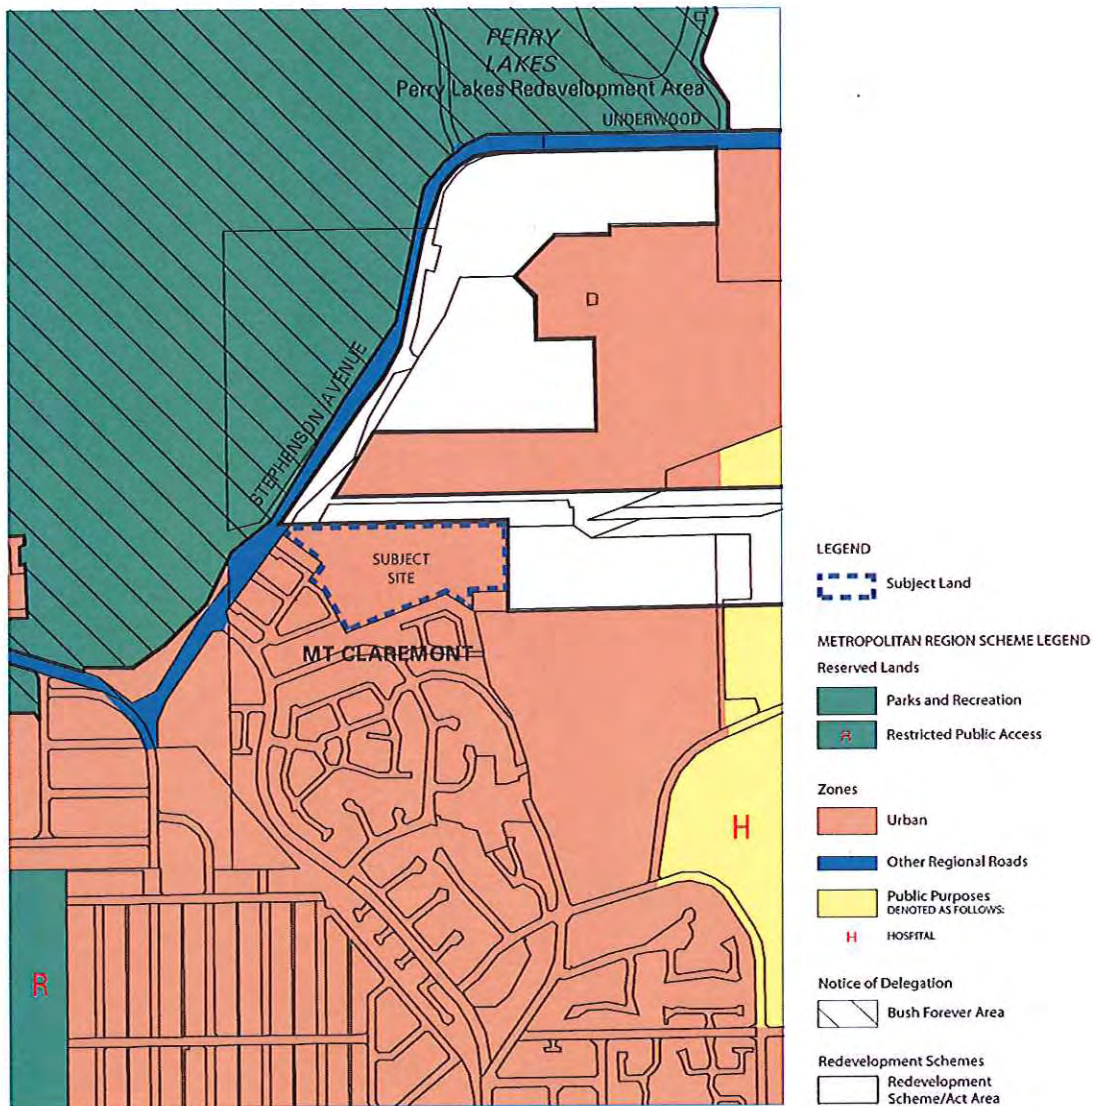 PERRY
LAKES
Perry Lakes Redevelopment Area
UNDERWOOD
D
STEPHENSON AVENUE
SUBJECT
SITE
MT CLAREMONT
H
R
LEGEND
Subject Land
METROPOLITAN REGION SCHEME LEGEND
Reserved Lands
Parks and Recreation
R Restricted Public Access
Zones
Urban
Other Regional Roads
Public Purposes
DENOTED AS FOLLOWS:
H HOSPITAL
Notice of Delegation
Bush Forever Area
Redevelopment Schemes
Redevelopment
Scheme/Act Area